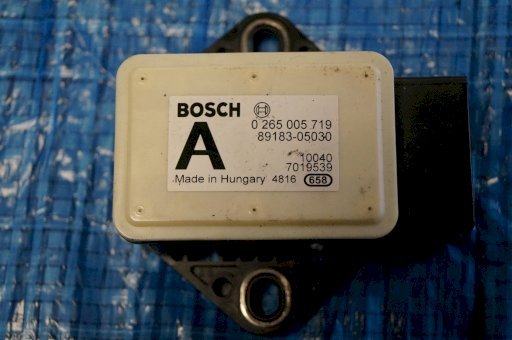 BOSCH
0 265 005 719
89183-05030
A
10040
7019539
Made in Hungary 4816 658